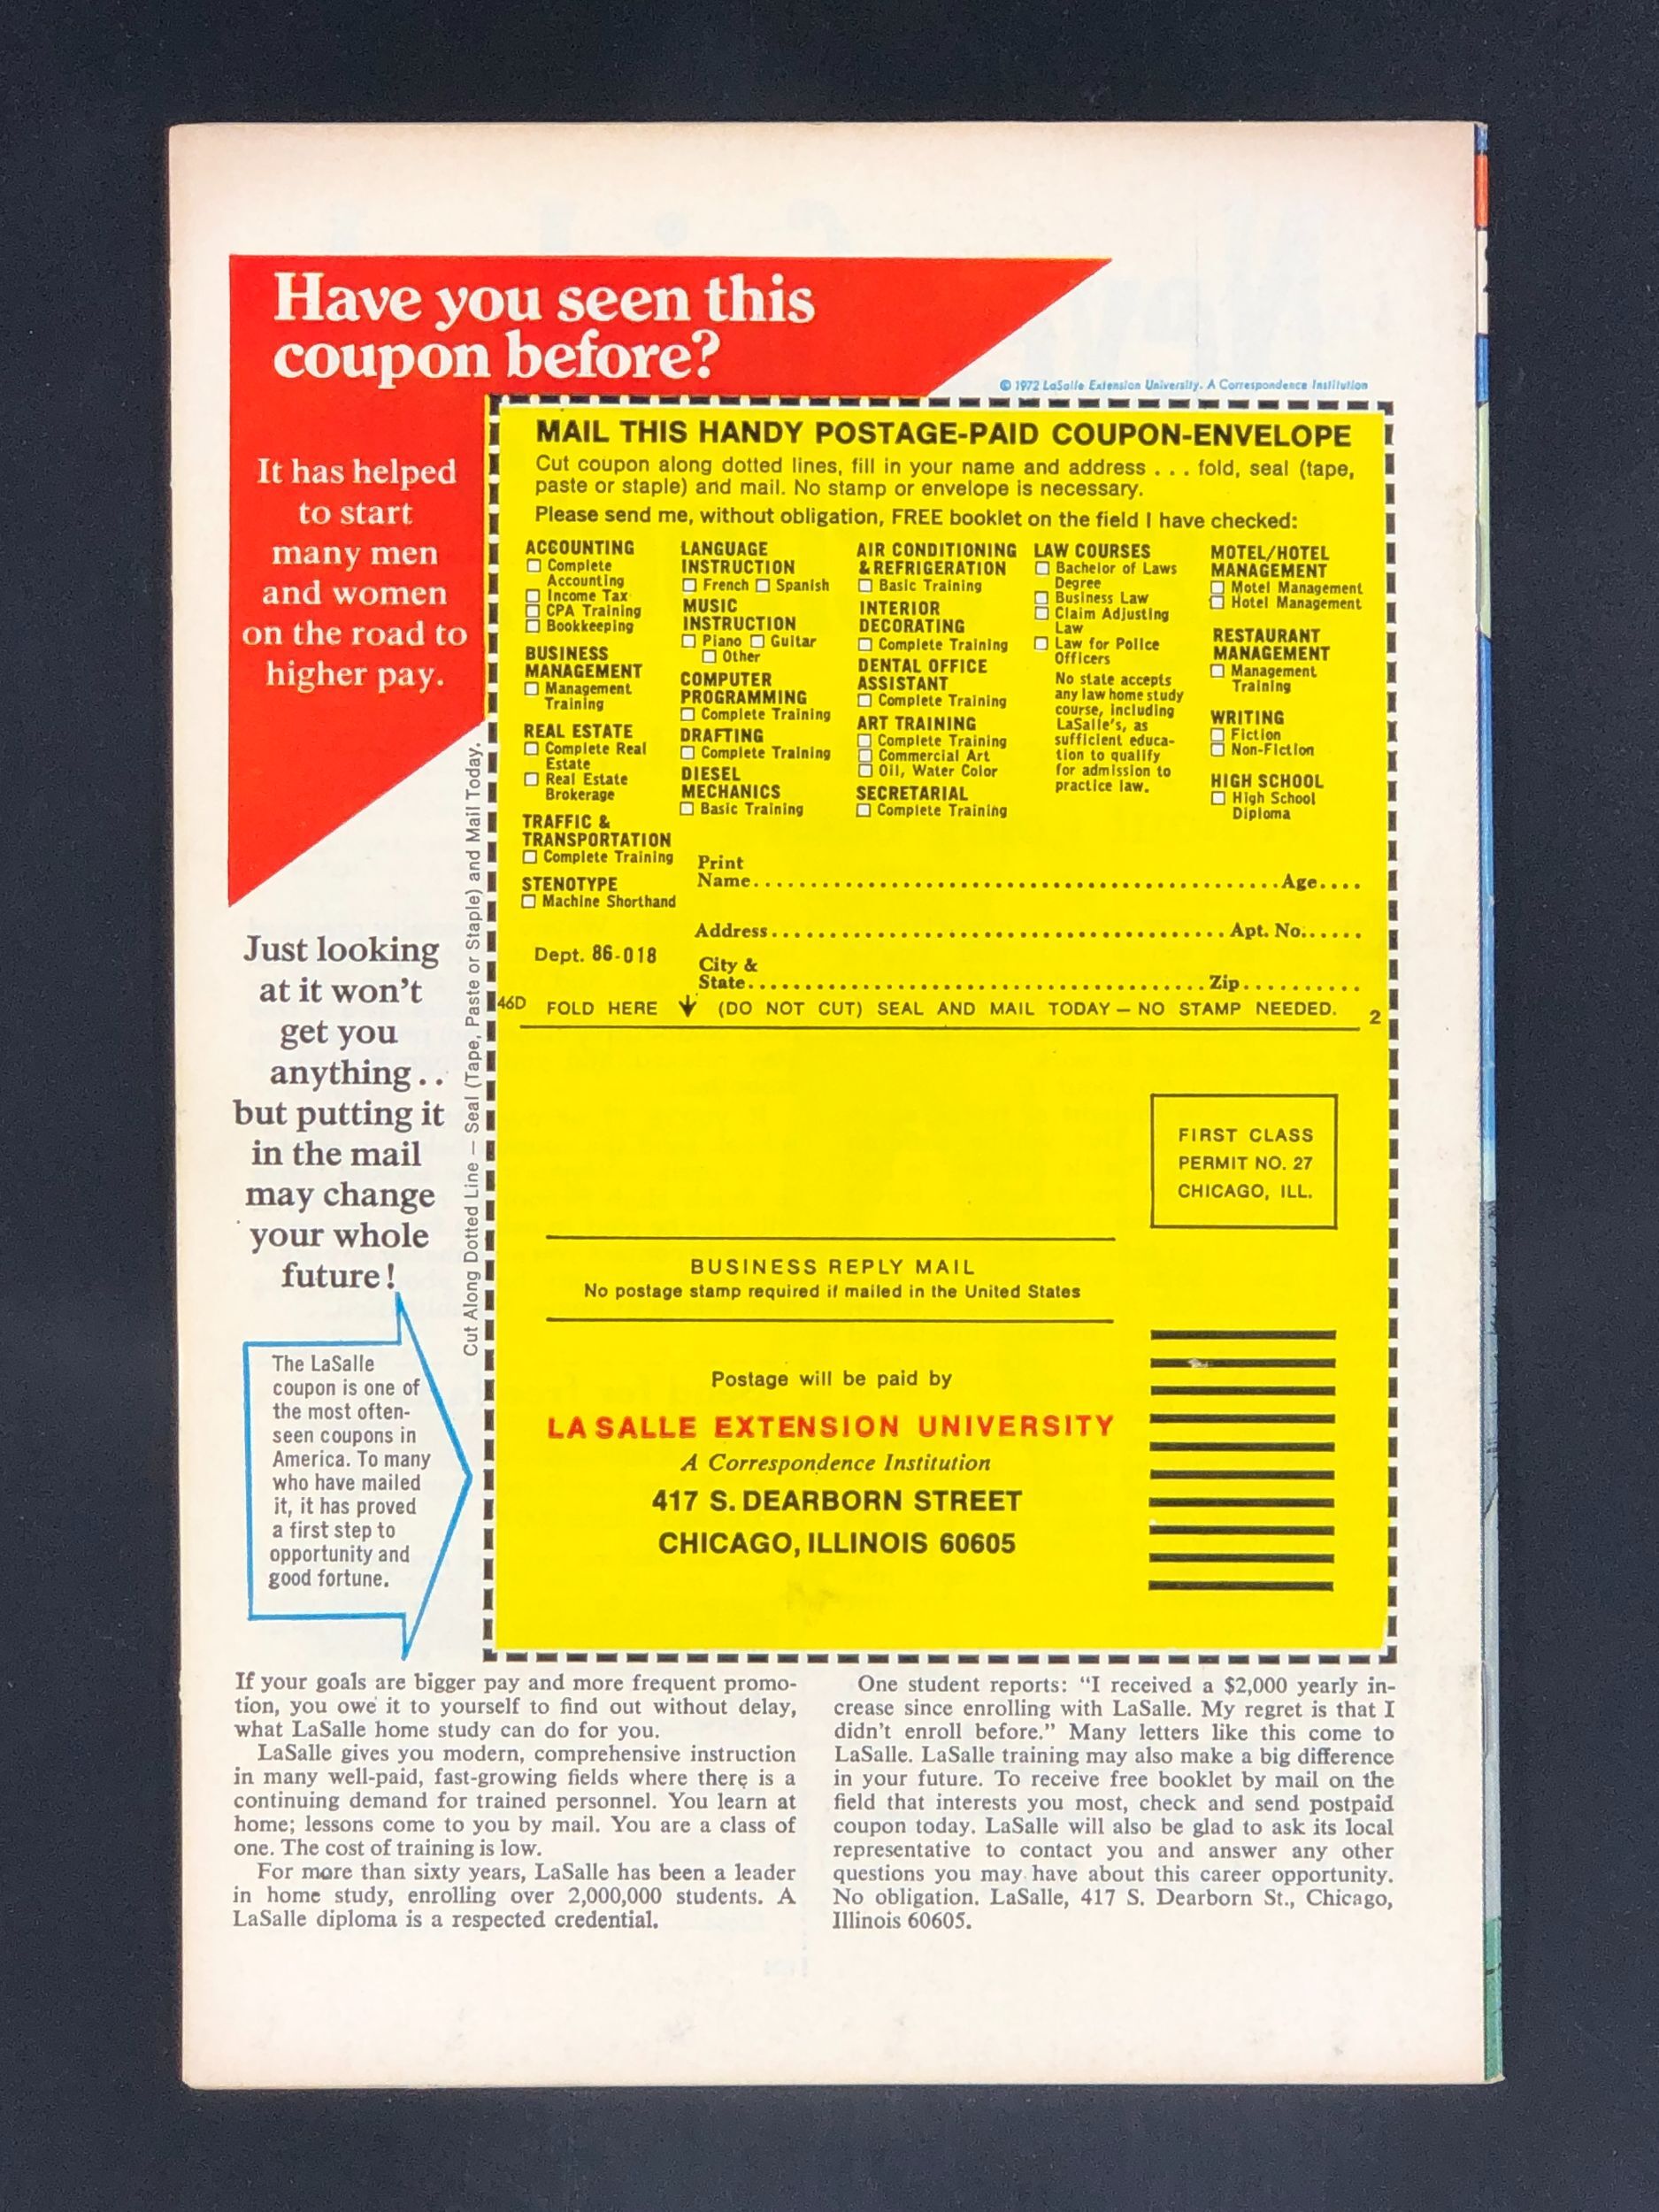 Have you seen this
coupon before?
© 1972 LaSalle Extension University. A Correspondence Institution
It has helped
to start
many men
and women
on the road to
higher pay.
Just looking
at it won't
get you
anything..
but putting it
in the mail
may change
your whole
future!
The LaSalle
coupon is one of
the most often-
seen coupons in
America. To many
who have mailed
it, it has proved
a first step to
opportunity and
good fortune.
Cut Along Dotted Line — Seal (Tape, Paste or Staple) and Mail Today.
MAIL THIS HANDY POSTAGE-PAID COUPON-ENVELOPE
Cut coupon along dotted lines, fill in your name and address . . . fold, seal (tape,
paste or staple) and mail. No stamp or envelope is necessary.
Please send me, without obligation, FREE booklet on the field I have checked:
ACCOUNTING
☐ Complete
Accounting
☐ Income Tax
☐ CPA Training
☐ Bookkeeping
BUSINESS
MANAGEMENT
☐ Management
Training
REAL ESTATE
☐ Complete Real
Estate
☐ Real Estate
Brokerage
TRAFFIC &
TRANSPORTATION
☐ Complete Training
STENOTYPE
☐ Machine Shorthand
LANGUAGE
INSTRUCTION
☐ French ☐ Spanish
MUSIC
INSTRUCTION
☐ Piano ☐ Guitar
☐ Other
COMPUTER
PROGRAMMING
☐ Complete Training
DRAFTING
☐ Complete Training
DIESEL
MECHANICS
☐ Basic Training
AIR CONDITIONING
& REFRIGERATION
☐ Basic Training
INTERIOR
DECORATING
☐ Complete Training
DENTAL OFFICE
ASSISTANT
☐ Complete Training
ART TRAINING
☐ Complete Training
☐ Commercial Art
☐ Oil, Water Color
SECRETARIAL
☐ Complete Training
LAW COURSES
☐ Bachelor of Laws
Degree
☐ Business Law
☐ Claim Adjusting
Law
☐ Law for Police
Officers
No state accepts
any law home study
course, including
LaSalle's, as
sufficient educa-
tion to qualify
for admission to
practice law.
MOTEL/HOTEL
MANAGEMENT
☐ Motel Management
☐ Hotel Management
RESTAURANT
MANAGEMENT
☐ Management
Training
WRITING
☐ Fiction
☐ Non-Fiction
HIGH SCHOOL
☐ High School
Diploma
Dept. 86-018
Print
Name.......... Age....
Address.......... Apt. No......
City &
State.......... Zip..........
46D FOLD HERE ↓ (DO NOT CUT) SEAL AND MAIL TODAY — NO STAMP NEEDED. 2
FIRST CLASS
PERMIT NO. 27
CHICAGO, ILL.
BUSINESS REPLY MAIL
No postage stamp required if mailed in the United States
Postage will be paid by
LA SALLE EXTENSION UNIVERSITY
A Correspondence Institution
417 S. DEARBORN STREET
CHICAGO, ILLINOIS 60605
If your goals are bigger pay and more frequent promo-
tion, you owe it to yourself to find out without delay,
what LaSalle home study can do for you.
LaSalle gives you modern, comprehensive instruction
in many well-paid, fast-growing fields where there is a
continuing demand for trained personnel. You learn at
home; lessons come to you by mail. You are a class of
one. The cost of training is low.
For more than sixty years, LaSalle has been a leader
in home study, enrolling over 2,000,000 students. A
LaSalle diploma is a respected credential.
One student reports: "I received a $2,000 yearly in-
crease since enrolling with LaSalle. My regret is that I
didn't enroll before." Many letters like this come to
LaSalle. LaSalle training may also make a big difference
in your future. To receive free booklet by mail on the
field that interests you most, check and send postpaid
coupon today. LaSalle will also be glad to ask its local
representative to contact you and answer any other
questions you may have about this career opportunity.
No obligation. LaSalle, 417 S. Dearborn St., Chicago,
Illinois 60605.